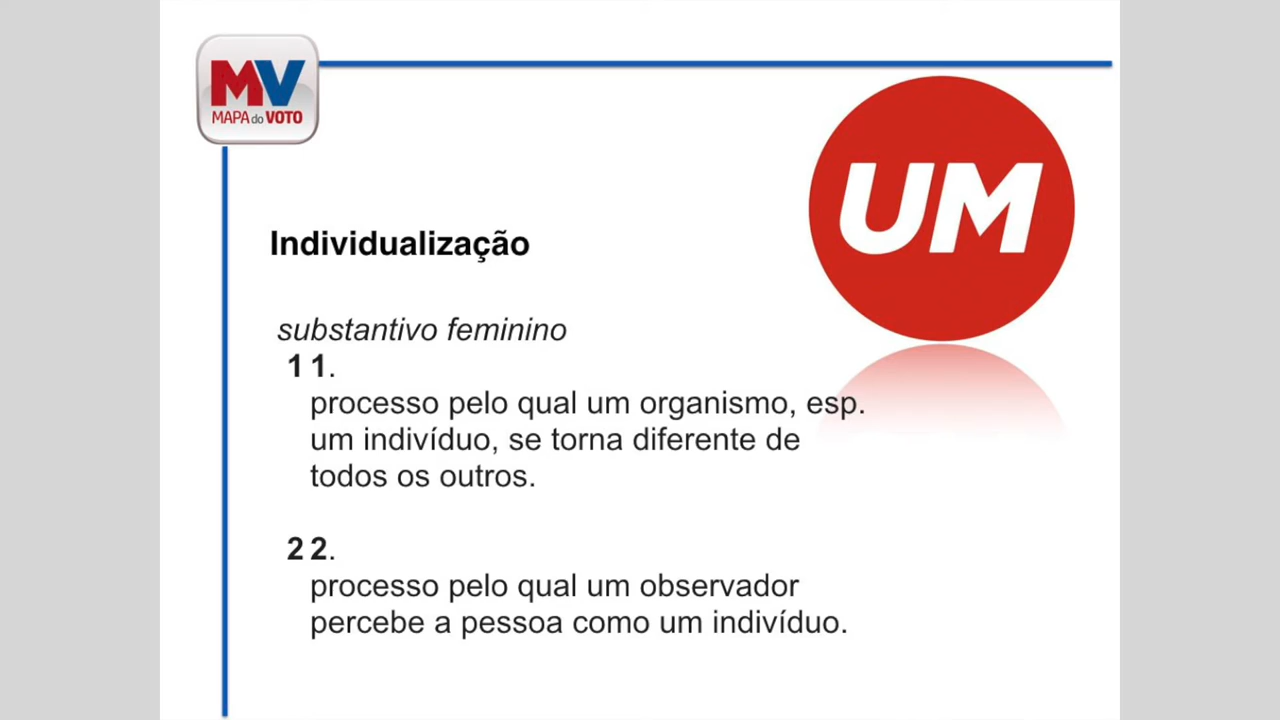 MV
MAPA do VOTO
UM
Individualização
substantivo feminino
1 1.
processo pelo qual um organismo, esp.
um indivíduo, se torna diferente de
todos os outros.
2 2.
processo pelo qual um observador
percebe a pessoa como um indivíduo.